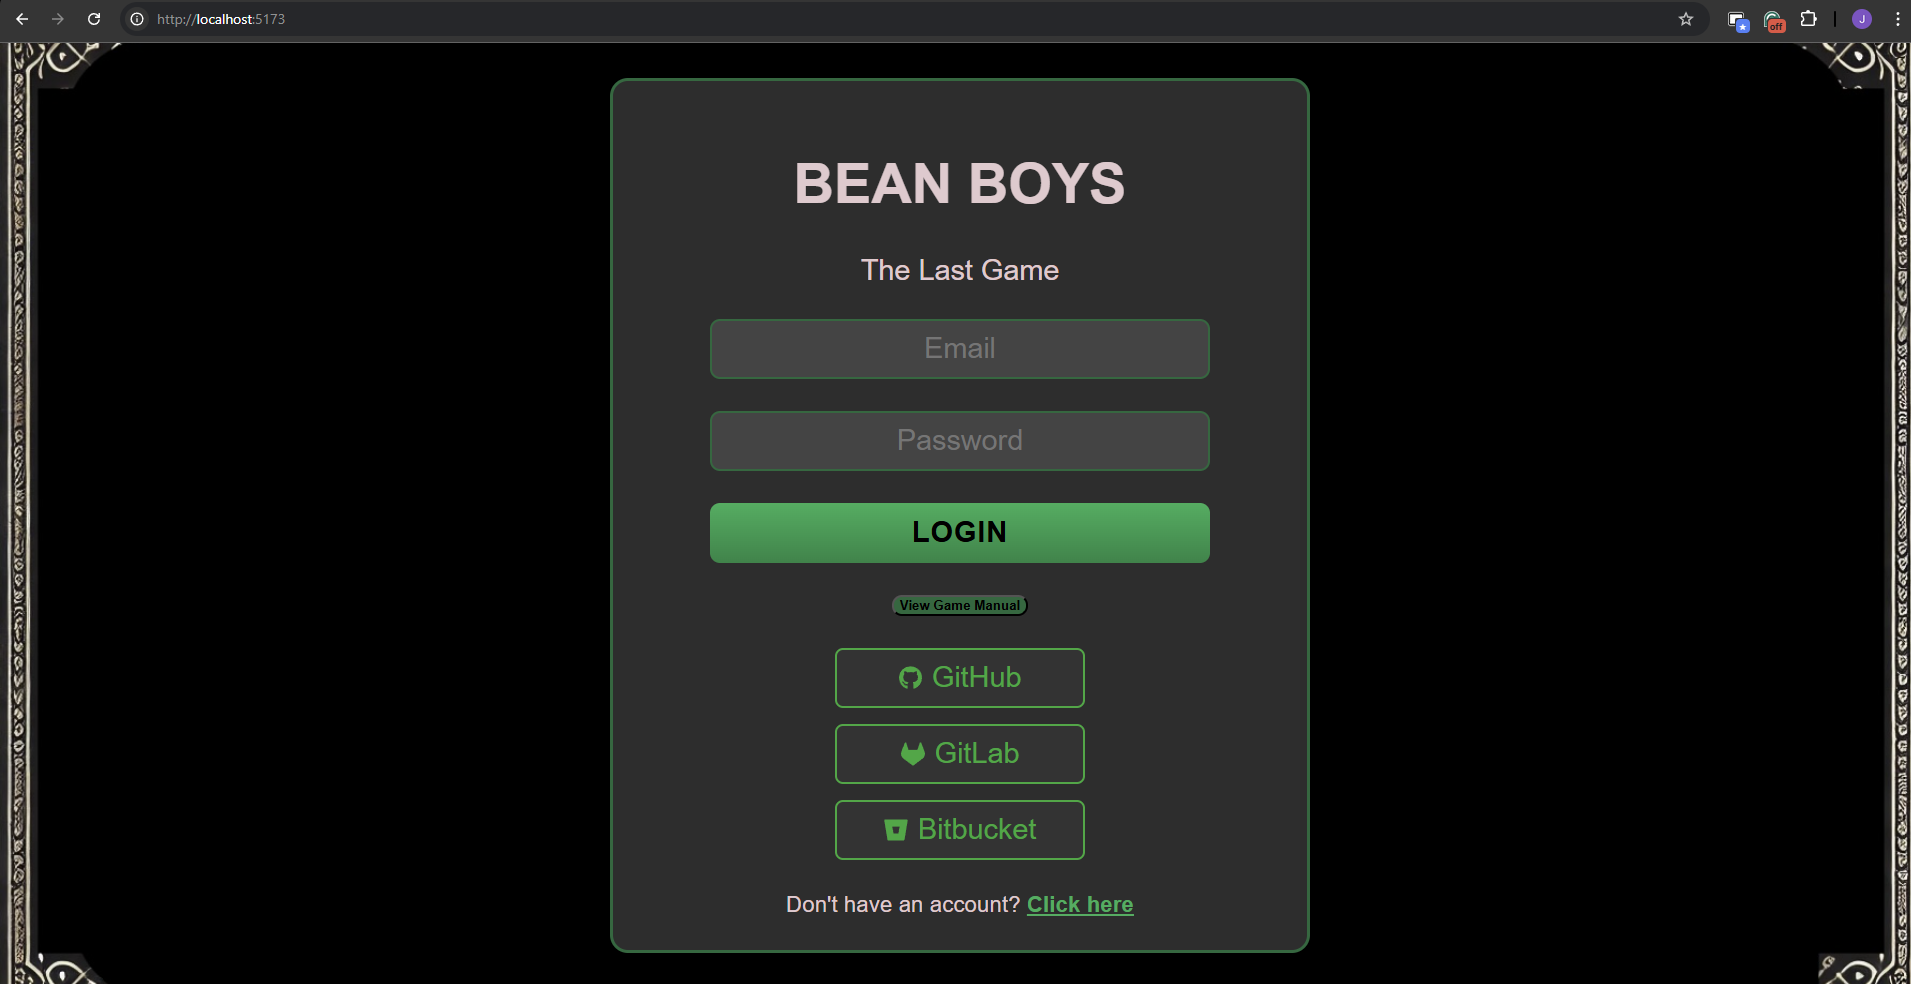 http://localhost:5173
off
J
BEAN BOYS
The Last Game
Email
Password
LOGIN
View Game Manual
GitHub
GitLab
Bitbucket
Don't have an account? Click here